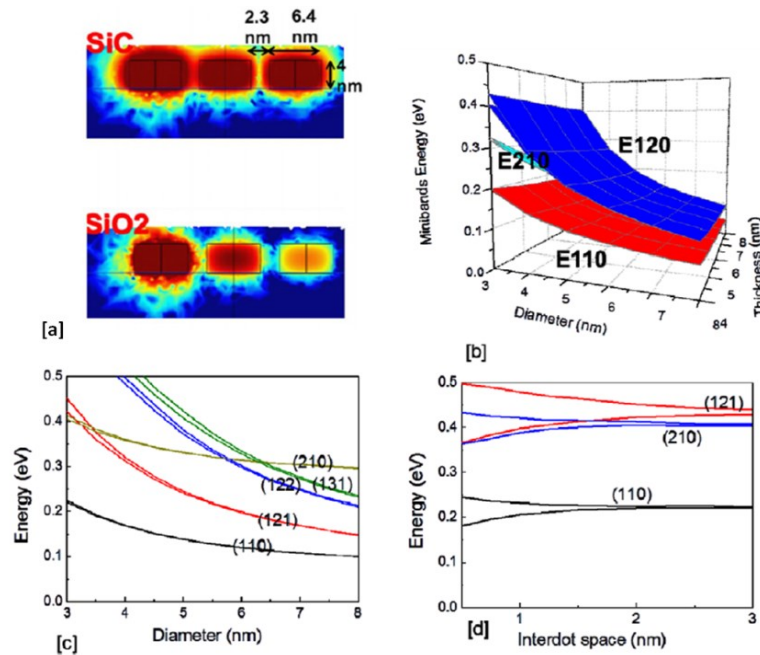 SiC
2.3 nm
6.4 nm
4 nm
SiO2
[a]
Minibands Energy (eV)
0.5
0.4
0.3
0.2
0.1
0.0
E120
E210
E110
3
4
5
6
7
84
5
6
7
8
Diameter (nm)
Thickness (nm)
[b]
Energy (eV)
0.5
0.4
0.3
0.2
0.1
0.0
(210)
(122) (131)
(121)
(110)
3 4 5 6 7 8
Diameter (nm)
[c]
Energy (eV)
0.5
0.4
0.3
0.2
0.1
0.0
(121)
(210)
(110)
1 2 3
Interdot space (nm)
[d]